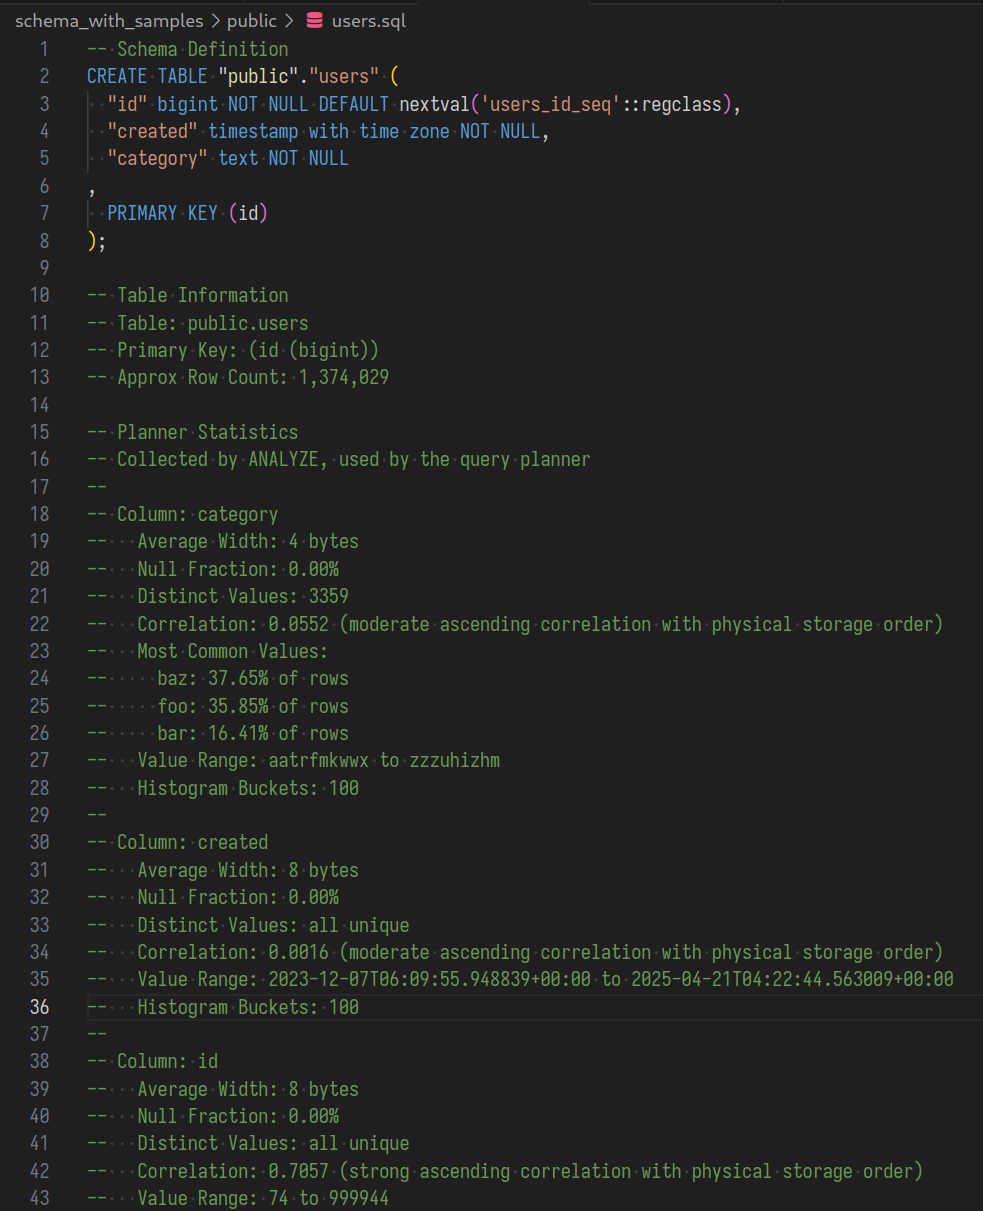 schema_with_samples > public > users.sql
1 -- Schema Definition
2 CREATE TABLE "public"."users" (
3   "id" bigint NOT NULL DEFAULT nextval('users_id_seq'::regclass),
4   "created" timestamp with time zone NOT NULL,
5   "category" text NOT NULL
6 ,
7   PRIMARY KEY (id)
8 );
9
10 -- Table Information
11 -- Table: public.users
12 -- Primary Key: (id (bigint))
13 -- Approx Row Count: 1,374,029
14
15 -- Planner Statistics
16 -- Collected by ANALYZE, used by the query planner
17 --
18 -- Column: category
19 --   Average Width: 4 bytes
20 --   Null Fraction: 0.00%
21 --   Distinct Values: 3359
22 --   Correlation: 0.0552 (moderate ascending correlation with physical storage order)
23 --   Most Common Values:
24 --     baz: 37.65% of rows
25 --     foo: 35.85% of rows
26 --     bar: 16.41% of rows
27 --   Value Range: aatrfmkwwx to zzzuhizhm
28 --   Histogram Buckets: 100
29 --
30 -- Column: created
31 --   Average Width: 8 bytes
32 --   Null Fraction: 0.00%
33 --   Distinct Values: all unique
34 --   Correlation: 0.0016 (moderate ascending correlation with physical storage order)
35 --   Value Range: 2023-12-07T06:09:55.948839+00:00 to 2025-04-21T04:22:44.563009+00:00
36 --   Histogram Buckets: 100
37 --
38 -- Column: id
39 --   Average Width: 8 bytes
40 --   Null Fraction: 0.00%
41 --   Distinct Values: all unique
42 --   Correlation: 0.7057 (strong ascending correlation with physical storage order)
43 --   Value Range: 74 to 999944